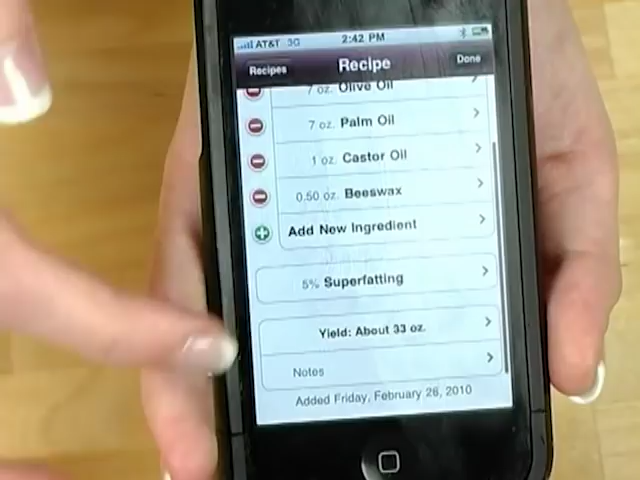 AT&T 3G 2:42 PM
Recipes Recipe Done
7 oz. Olive Oil
7 oz. Palm Oil
1 oz. Castor Oil
0.50 oz. Beeswax
Add New Ingredient
5% Superfatting
Yield: About 33 oz.
Notes
Added Friday, February 26, 2010